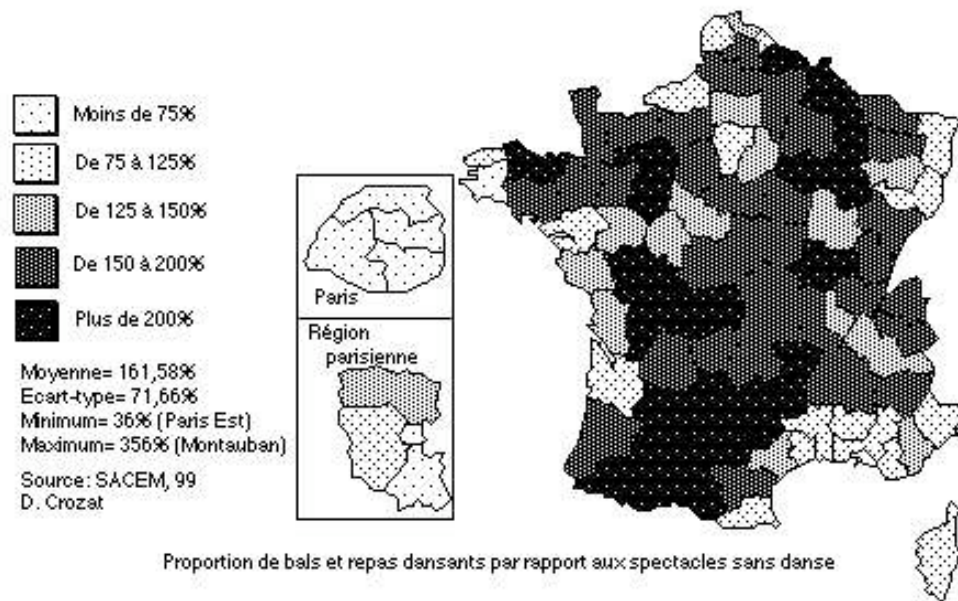 Moins de 75%
De 75 à 125%
De 125 à 150%
De 150 à 200%
Plus de 200%
Moyenne= 161,58%
Ecart-type= 71,66%
Minimum= 36% (Paris Est)
Maximum= 356% (Montauban)
Source: SACEM, 99
D. Crozat
Paris
Région
parisienne
Proportion de bals et repas dansants par rapport aux spectacles sans danse